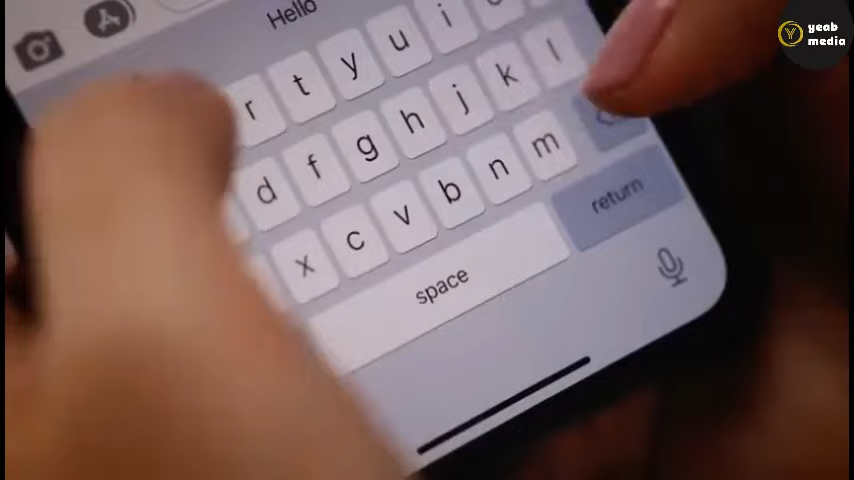 Hello
yeab
media
r t y u i
d f g h j k l
x c v b n m
space return